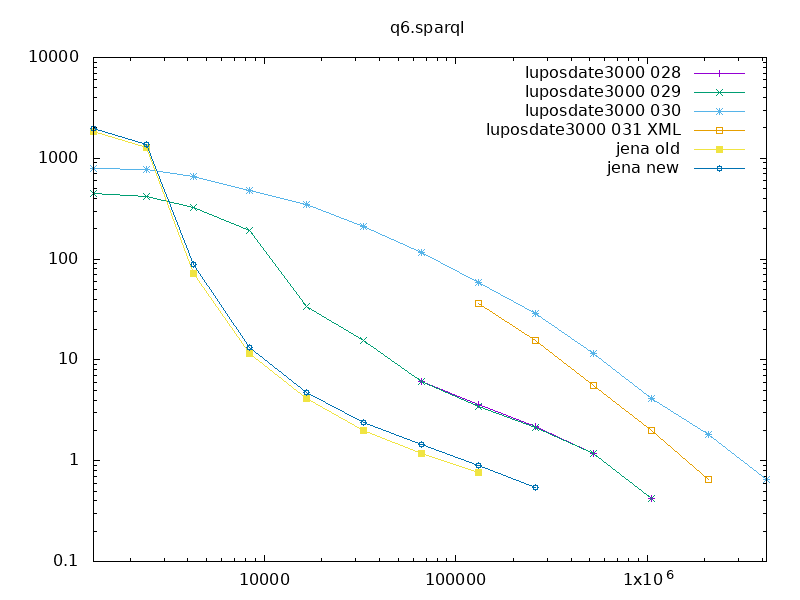 q6.sparql
10000
1000
100
10
1
0.1
luposdate3000 028
luposdate3000 029
luposdate3000 030
luposdate3000 031 XML
jena old
jena new
10000
100000
1x10⁶